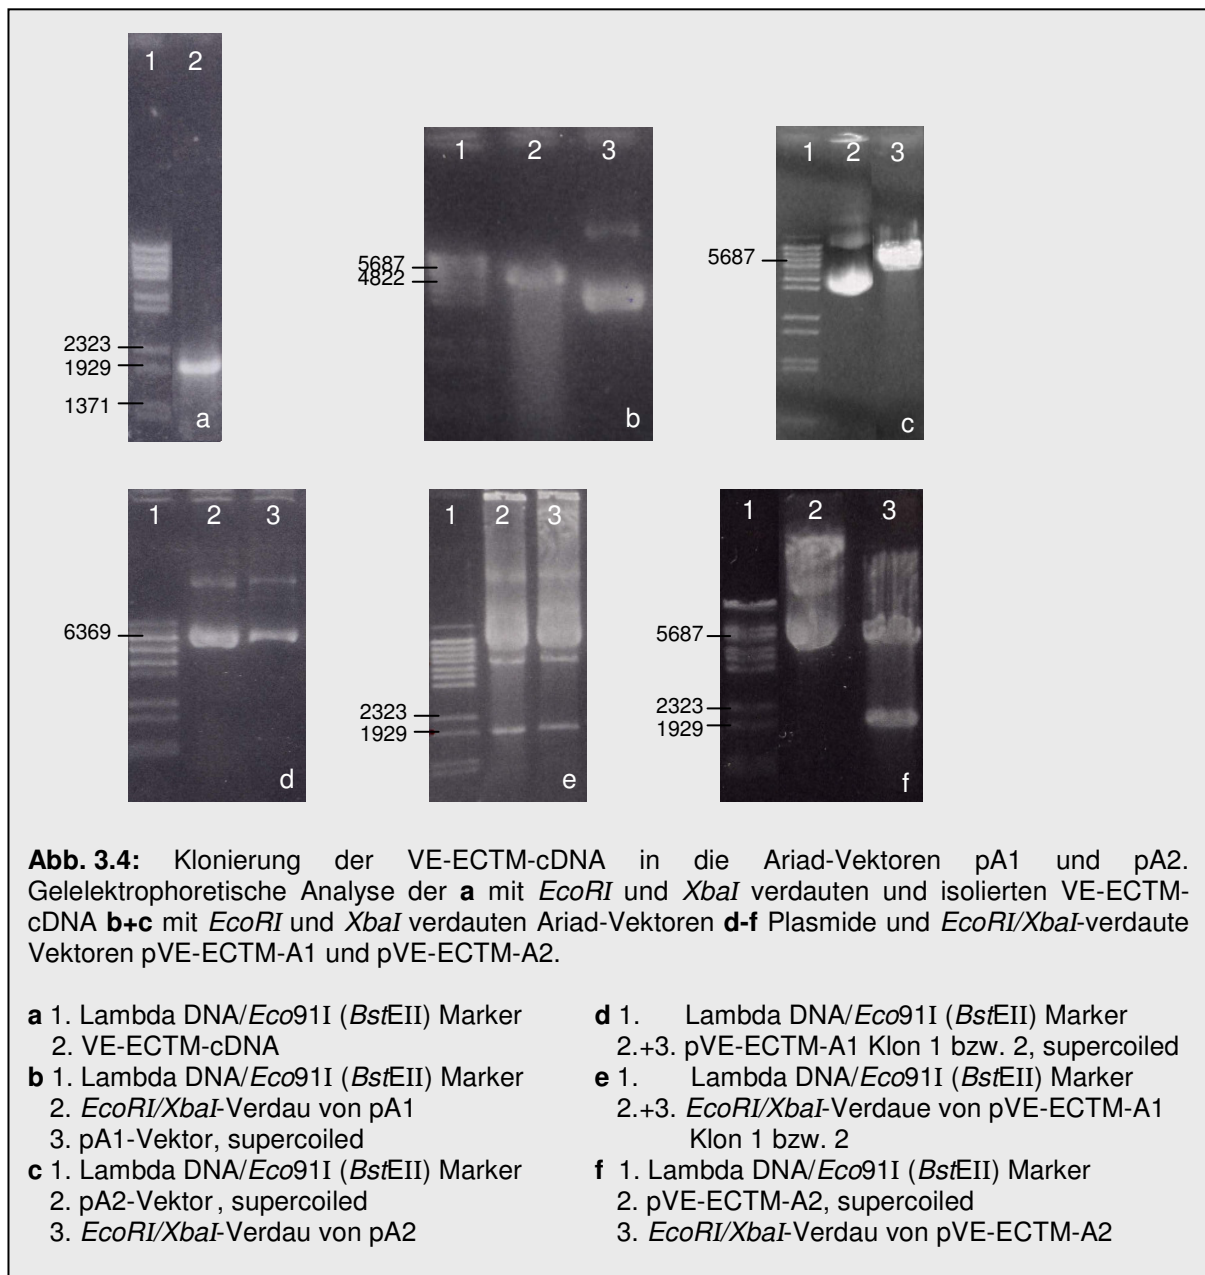 1 2
2323
1929
1371
a
1 2 3
5687
4822
b
1 2 3
5687
c
1 2 3
6369
d
1 2 3
2323
1929
e
1 2 3
5687
2323
1929
f
Abb. 3.4: Klonierung der VE-ECTM-cDNA in die Ariad-Vektoren pA1 und pA2.
Gelelektrophoretische Analyse der a mit EcoRI und XbaI verdauten und isolierten VE-ECTM-
cDNA b+c mit EcoRI und XbaI verdauten Ariad-Vektoren d-f Plasmide und EcoRI/XbaI-verdaute
Vektoren pVE-ECTM-A1 und pVE-ECTM-A2.
a 1. Lambda DNA/Eco91I (BstEII) Marker
2. VE-ECTM-cDNA
b 1. Lambda DNA/Eco91I (BstEII) Marker
2. EcoRI/XbaI-Verdau von pA1
3. pA1-Vektor, supercoiled
c 1. Lambda DNA/Eco91I (BstEII) Marker
2. pA2-Vektor, supercoiled
3. EcoRI/XbaI-Verdau von pA2
d 1. Lambda DNA/Eco91I (BstEII) Marker
2.+3. pVE-ECTM-A1 Klon 1 bzw. 2, supercoiled
e 1. Lambda DNA/Eco91I (BstEII) Marker
2.+3. EcoRI/XbaI-Verdaue von pVE-ECTM-A1
Klon 1 bzw. 2
f 1. Lambda DNA/Eco91I (BstEII) Marker
2. pVE-ECTM-A2, supercoiled
3. EcoRI/XbaI-Verdau von pVE-ECTM-A2